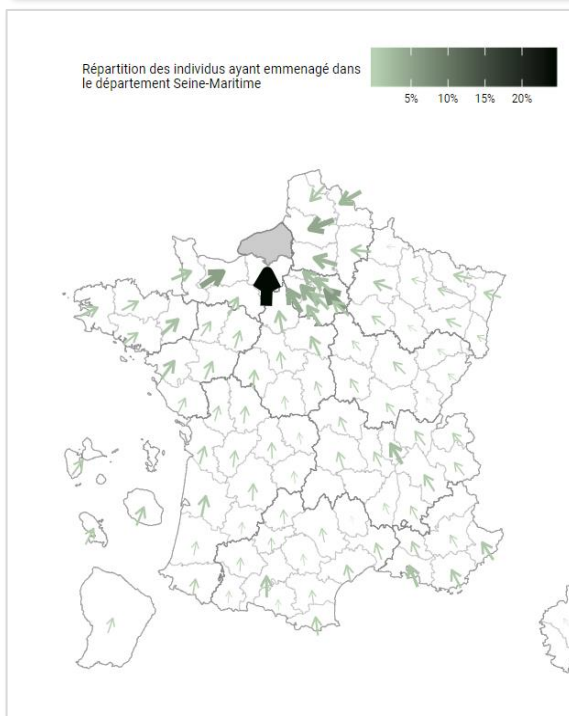 Répartition des individus ayant emmenagé dans
le département Seine-Maritime
5% 10% 15% 20%